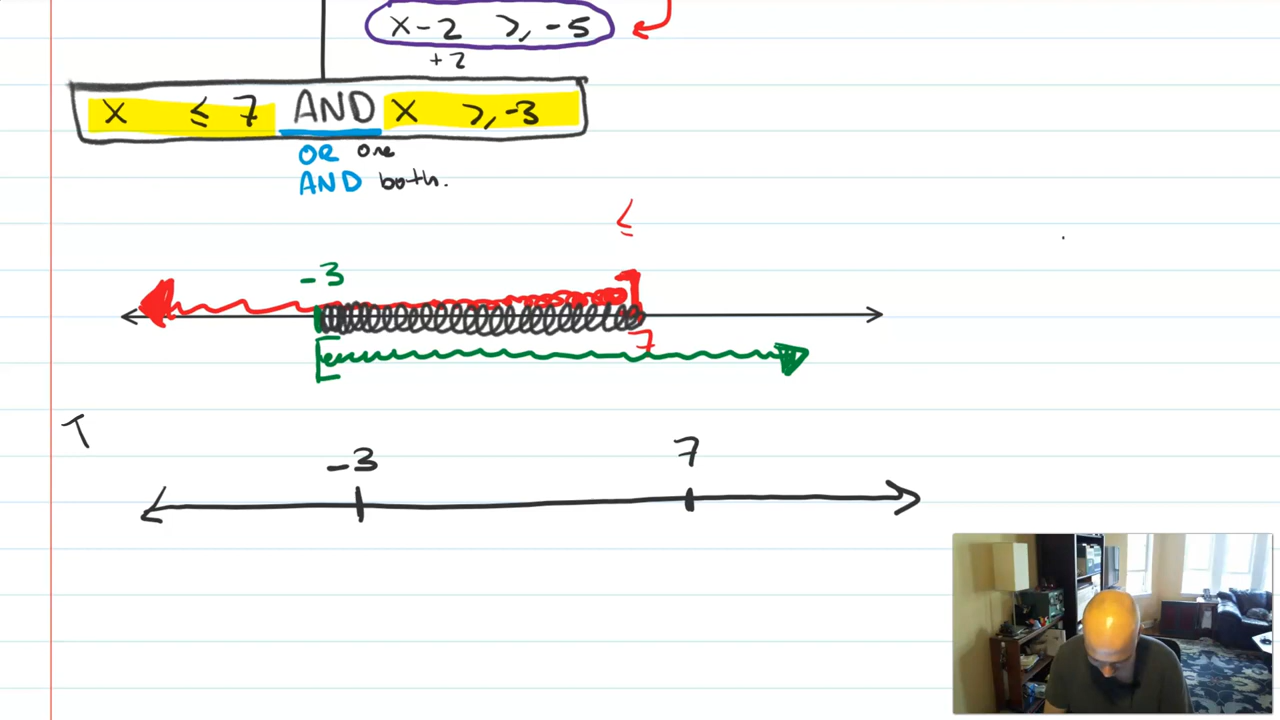 x-2 ≥ -5
+2
x ≤ 7 AND x ≥ -3
OR one
AND both.
≤
-3
7
T
-3 7